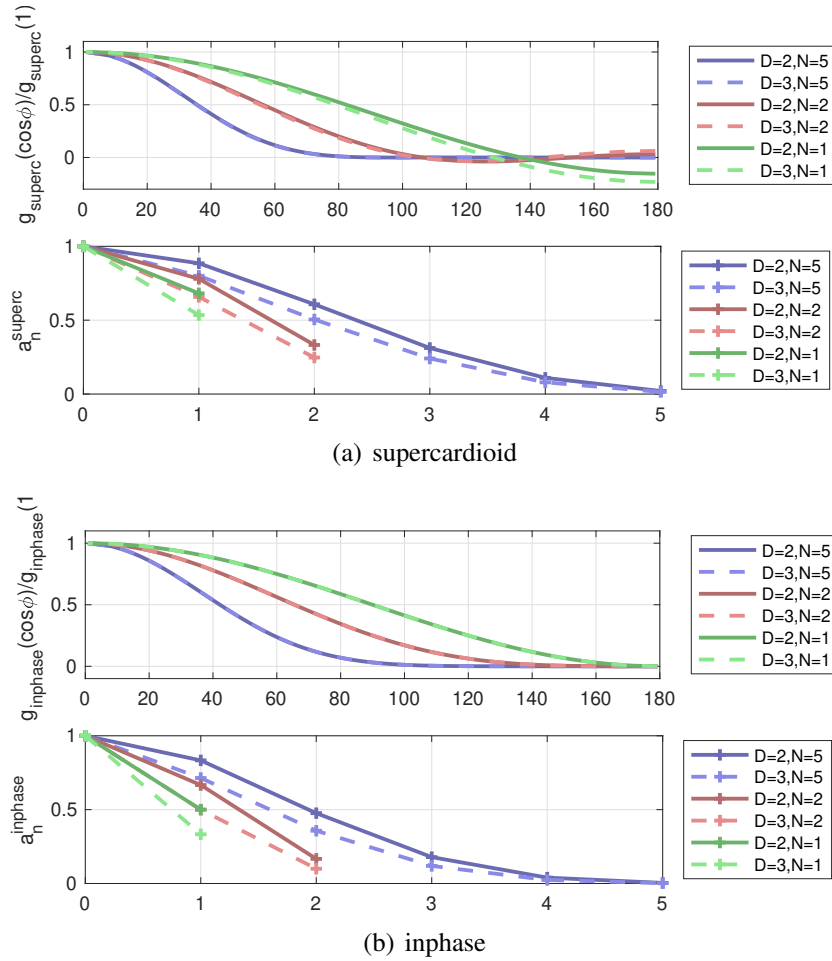 g_superc(cosϕ)/g_superc(1)
1
0.5
0
0 20 40 60 80 100 120 140 160 180
D=2,N=5
D=3,N=5
D=2,N=2
D=3,N=2
D=2,N=1
D=3,N=1
a_n^superc
1
0.5
0
0 1 2 3 4 5
D=2,N=5
D=3,N=5
D=2,N=2
D=3,N=2
D=2,N=1
D=3,N=1
(a) supercardioid
g_inphase(cosϕ)/g_inphase(1
1
0.5
0
0 20 40 60 80 100 120 140 160 180
D=2,N=5
D=3,N=5
D=2,N=2
D=3,N=2
D=2,N=1
D=3,N=1
a_n^inphase
1
0.5
0
0 1 2 3 4 5
D=2,N=5
D=3,N=5
D=2,N=2
D=3,N=2
D=2,N=1
D=3,N=1
(b) inphase